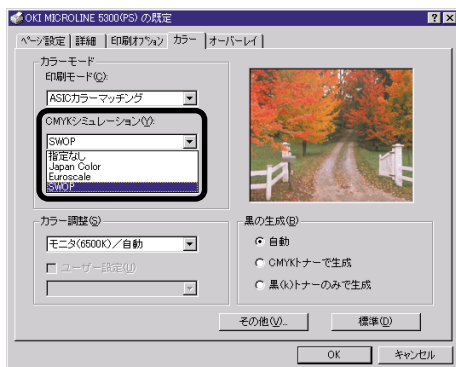 OKI MICROLINE 5300(PS) の既定
ページ設定 詳細 印刷オプション カラー オーバーレイ
カラーモード
印刷モード(C):
ASICカラーマッチング
CMYKシミュレーション(Y):
SWOP
指定なし
Japan Color
Euroscale
SWOP
カラー調整(S)
モニタ(6500K)/自動
ユーザー設定(U)
黒の生成(B)
自動
CMYKトナーで生成
黒(k)トナーのみで生成
その他(V)...
標準(D)
OK
キャンセル